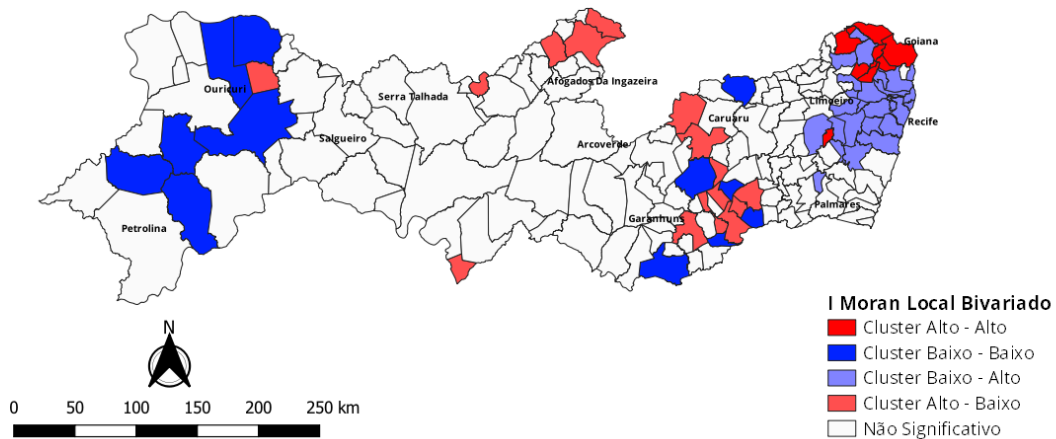 Goiana
Afogados Da Ingazeira
Ouricuri
Serra Talhada
Limoeiro
Caruaru
Recife
Salgueiro
Arcoverde
Palmares
Garanhuns
Petrolina
I Moran Local Bivariado
Cluster Alto - Alto
Cluster Baixo - Baixo
Cluster Baixo - Alto
Cluster Alto - Baixo
Não Significativo
N
0 50 100 150 200 250 km